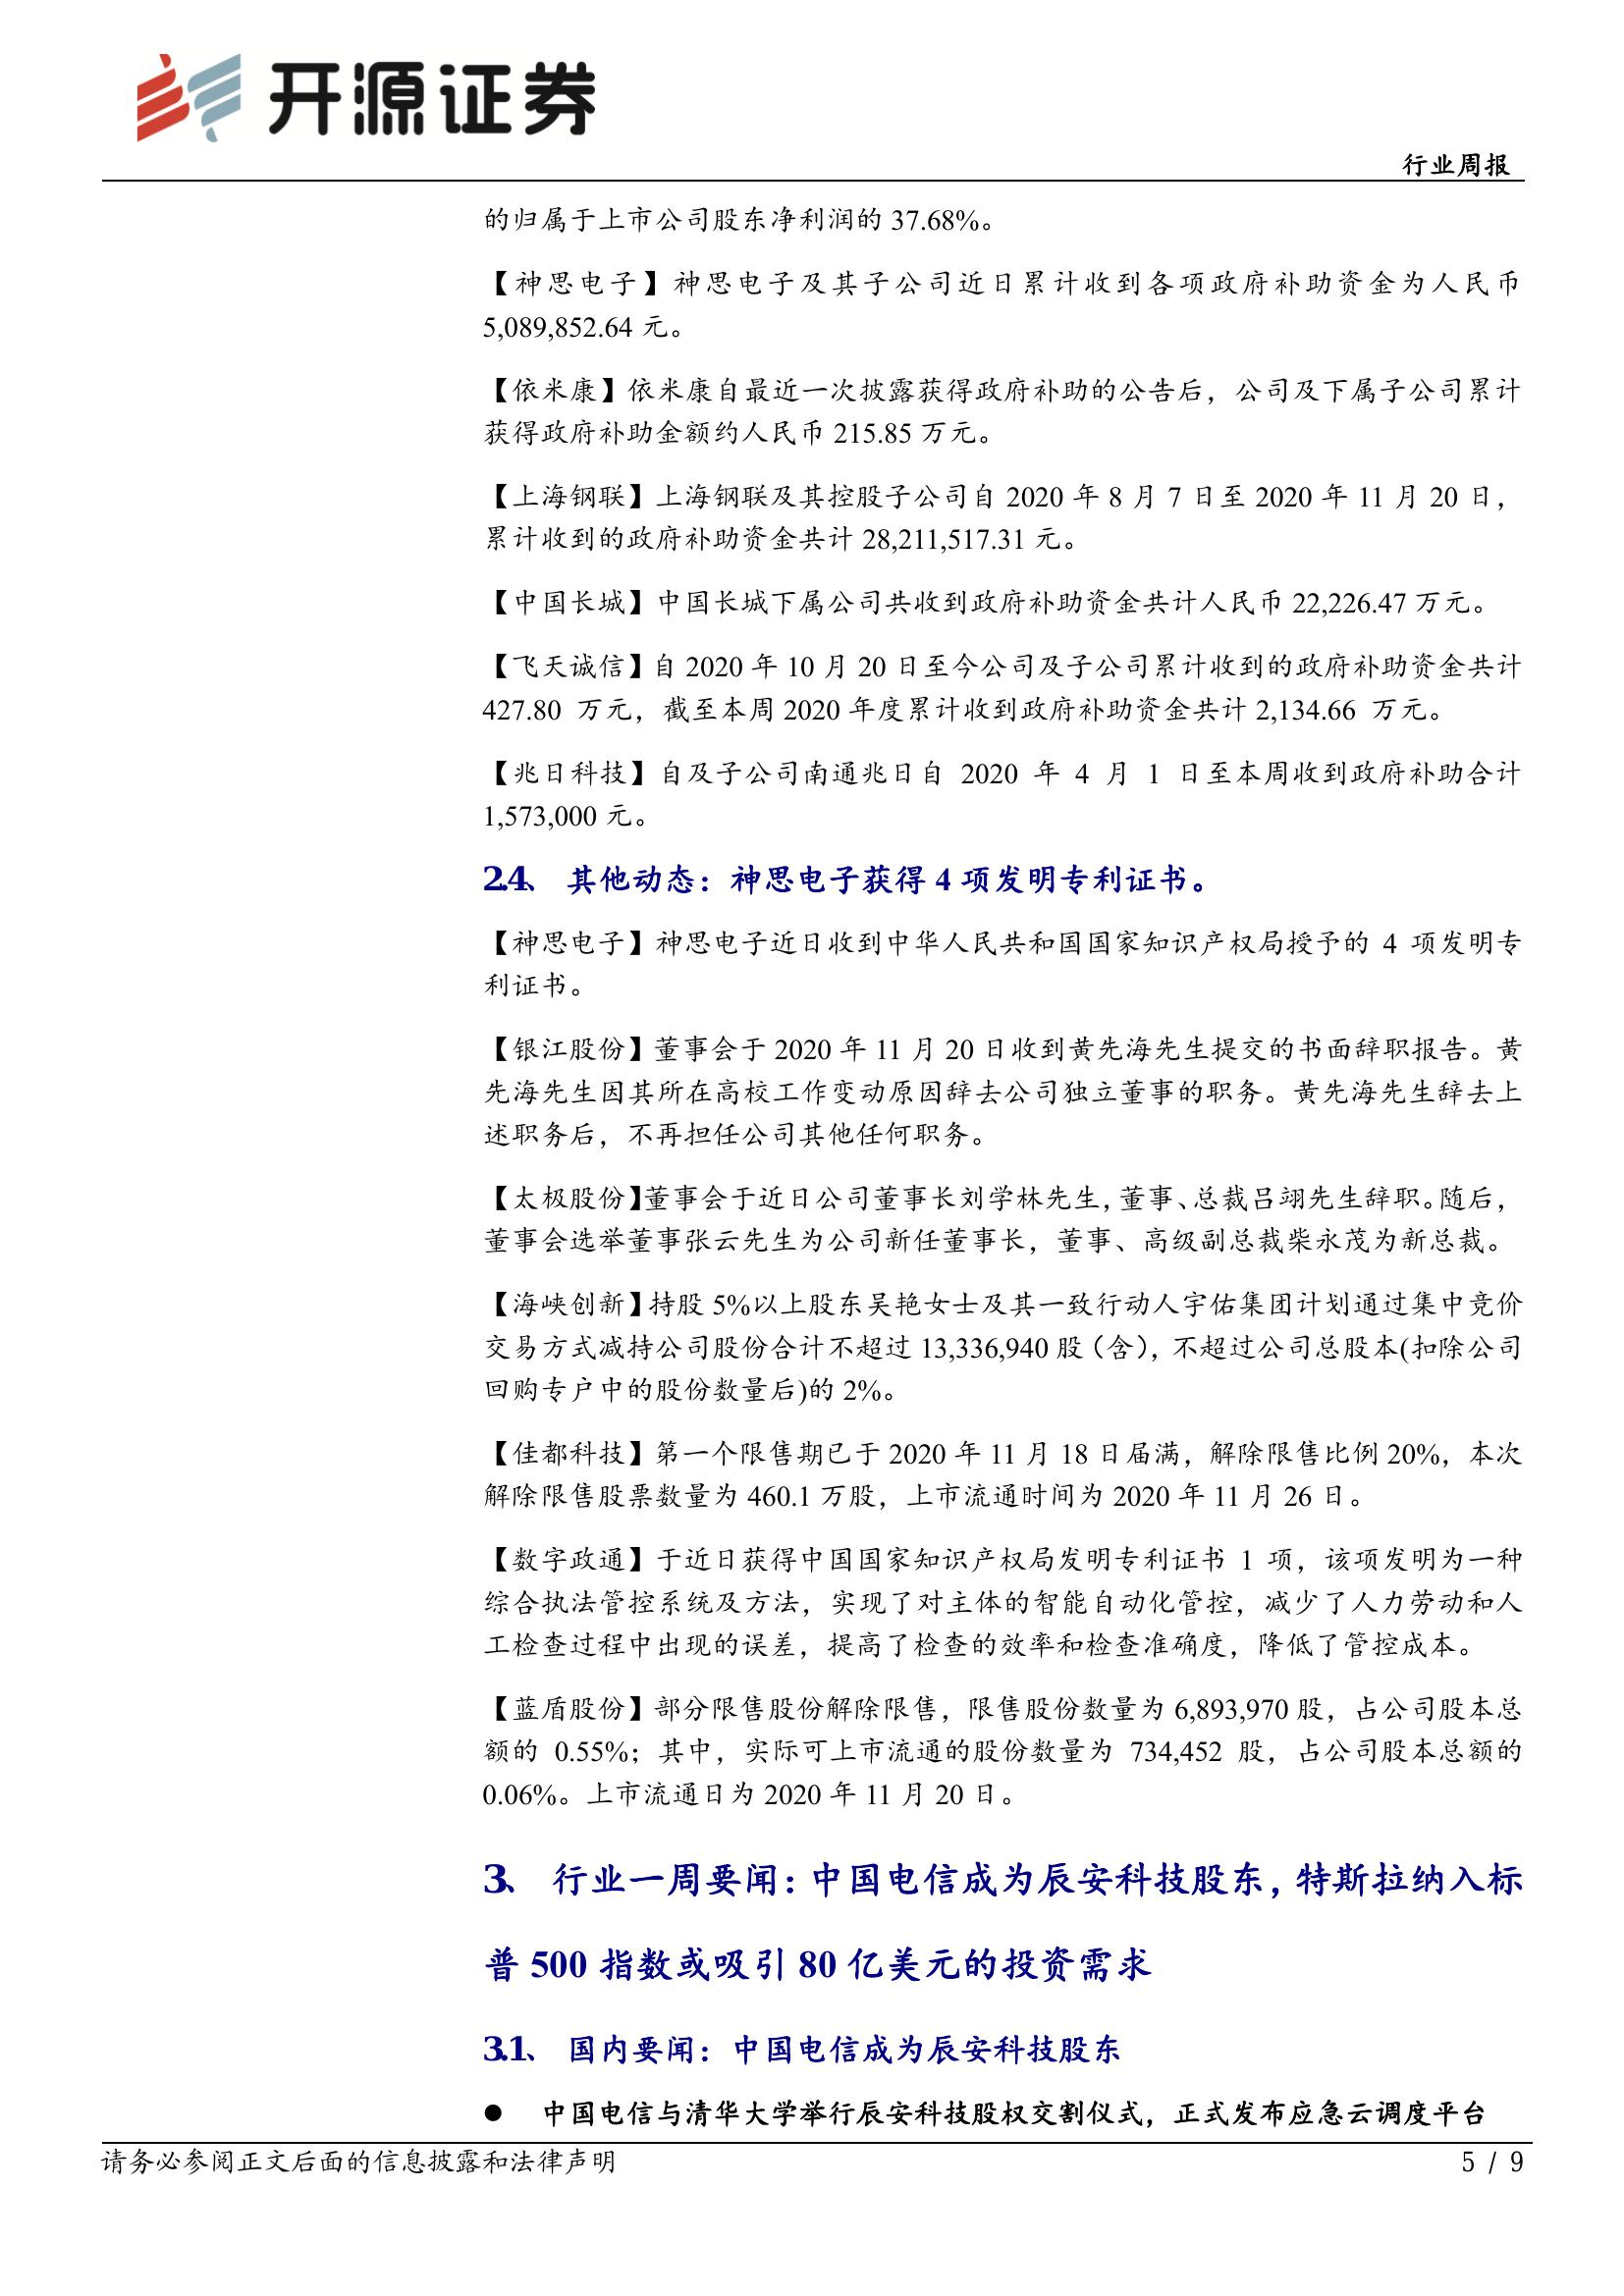 开源证券
行业周报
的归属于上市公司股东净利润的 37.68%。
【神思电子】神思电子及其子公司近日累计收到各项政府补助资金为人民币
5,089,852.64 元。
【依米康】依米康自最近一次披露获得政府补助的公告后，公司及下属子公司累计
获得政府补助金额约人民币 215.85 万元。
【上海钢联】上海钢联及其控股子公司自 2020 年 8 月 7 日至 2020 年 11 月 20 日，
累计收到的政府补助资金共计 28,211,517.31 元。
【中国长城】中国长城下属公司共收到政府补助资金共计人民币 22,226.47 万元。
【飞天诚信】自 2020 年 10 月 20 日至今公司及子公司累计收到的政府补助资金共计
427.80 万元，截至本周 2020 年度累计收到政府补助资金共计 2,134.66 万元。
【兆日科技】自及子公司南通兆日自 2020 年 4 月 1 日至本周收到政府补助合计
1,573,000 元。
2.4、 其他动态：神思电子获得 4 项发明专利证书。
【神思电子】神思电子近日收到中华人民共和国国家知识产权局授予的 4 项发明专
利证书。
【银江股份】董事会于 2020 年 11 月 20 日收到黄先海先生提交的书面辞职报告。黄
先海先生因其所在高校工作变动原因辞去公司独立董事的职务。黄先海先生辞去上
述职务后，不再担任公司其他任何职务。
【太极股份】董事会于近日公司董事长刘学林先生，董事、总裁吕翊先生辞职。随后，
董事会选举董事张云先生为公司新任董事长，董事、高级副总裁柴永茂为新总裁。
【海峡创新】持股 5%以上股东吴艳女士及其一致行动人宇佑集团计划通过集中竞价
交易方式减持公司股份合计不超过 13,336,940 股（含），不超过公司总股本(扣除公司
回购专户中的股份数量后)的 2%。
【佳都科技】第一个限售期已于 2020 年 11 月 18 日届满，解除限售比例 20%，本次
解除限售股票数量为 460.1 万股，上市流通时间为 2020 年 11 月 26 日。
【数字政通】于近日获得中国国家知识产权局发明专利证书 1 项，该项发明为一种
综合执法管控系统及方法，实现了对主体的智能自动化管控，减少了人力劳动和人
工检查过程中出现的误差，提高了检查的效率和检查准确度，降低了管控成本。
【蓝盾股份】部分限售股份解除限售，限售股份数量为 6,893,970 股，占公司股本总
额的 0.55%；其中，实际可上市流通的股份数量为 734,452 股，占公司股本总额的
0.06%。上市流通日为 2020 年 11 月 20 日。
3、 行业一周要闻：中国电信成为辰安科技股东，特斯拉纳入标
普 500 指数或吸引 80 亿美元的投资需求
3.1、 国内要闻：中国电信成为辰安科技股东
● 中国电信与清华大学举行辰安科技股权交割仪式，正式发布应急云调度平台
请务必参阅正文后面的信息披露和法律声明
5 / 9